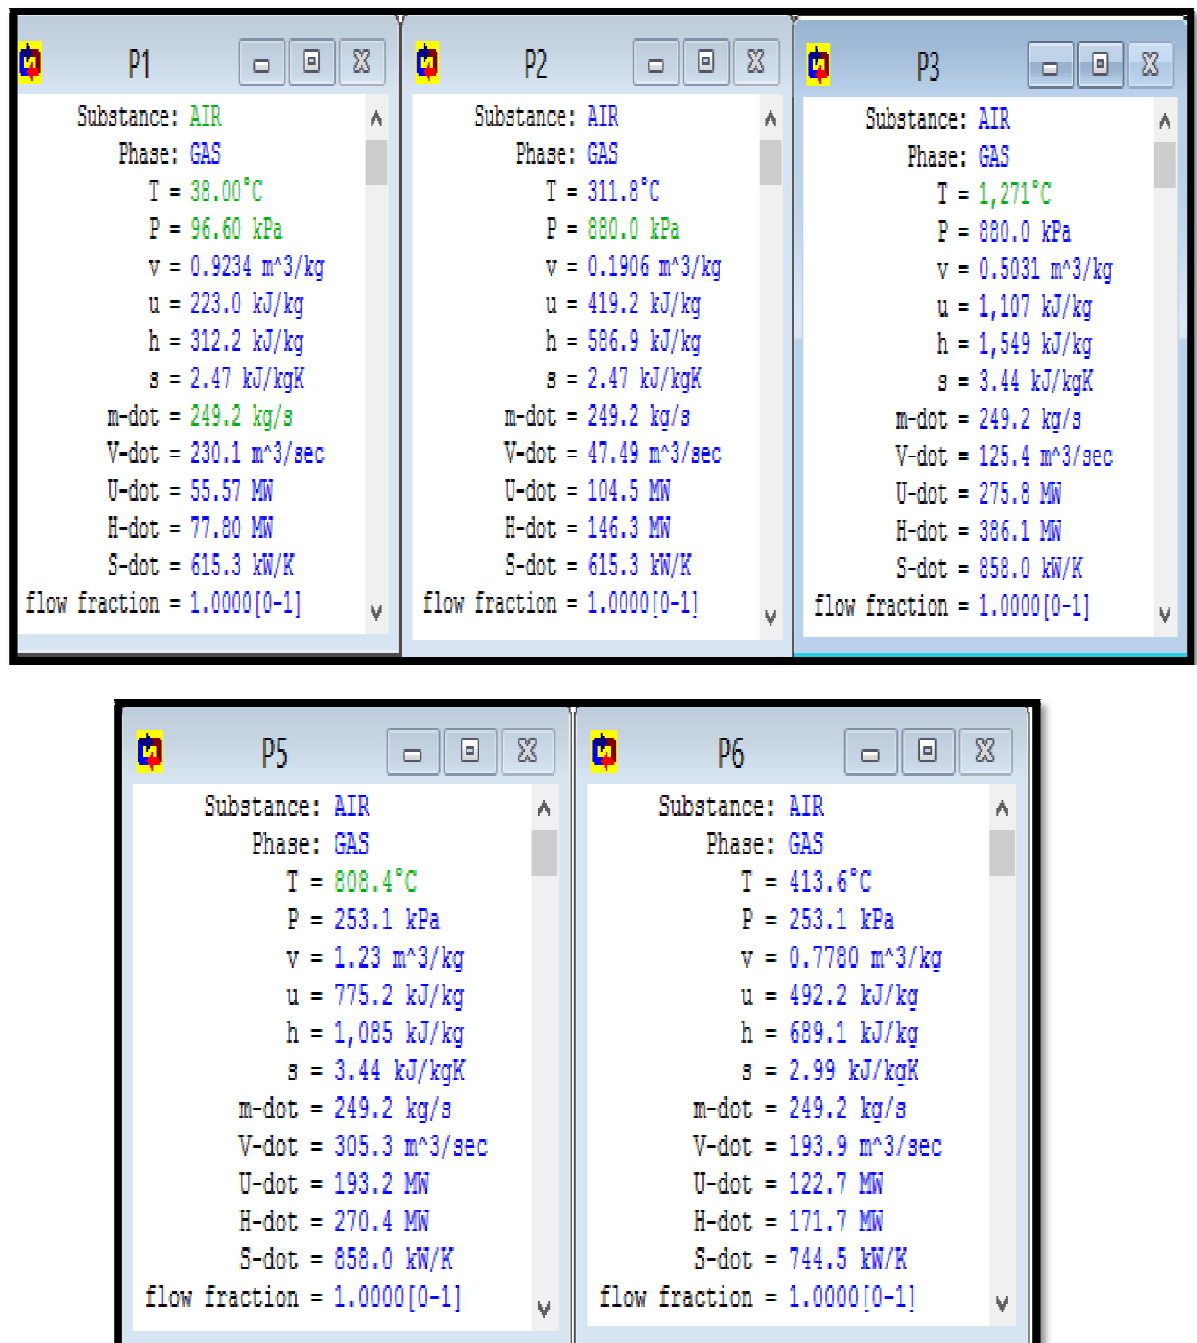 P1
Substance: AIR
Phase: GAS
T = 38.00°C
P = 96.60 kPa
v = 0.9234 m^3/kg
u = 223.0 kJ/kg
h = 312.2 kJ/kg
s = 2.47 kJ/kgK
m-dot = 249.2 kg/s
V-dot = 230.1 m^3/sec
U-dot = 55.57 MW
H-dot = 77.80 MW
S-dot = 615.3 kW/K
flow fraction = 1.0000[0-1]
P2
Substance: AIR
Phase: GAS
T = 311.8°C
P = 880.0 kPa
v = 0.1906 m^3/kg
u = 419.2 kJ/kg
h = 586.9 kJ/kg
s = 2.47 kJ/kgK
m-dot = 249.2 kg/s
V-dot = 47.49 m^3/sec
U-dot = 104.5 MW
H-dot = 146.3 MW
S-dot = 615.3 kW/K
flow fraction = 1.0000[0-1]
P3
Substance: AIR
Phase: GAS
T = 1,271°C
P = 880.0 kPa
v = 0.5031 m^3/kg
u = 1,107 kJ/kg
h = 1,549 kJ/kg
s = 3.44 kJ/kgK
m-dot = 249.2 kg/s
V-dot = 125.4 m^3/sec
U-dot = 275.8 MW
H-dot = 386.1 MW
S-dot = 858.0 kW/K
flow fraction = 1.0000[0-1]
P5
Substance: AIR
Phase: GAS
T = 808.4°C
P = 253.1 kPa
v = 1.23 m^3/kg
u = 775.2 kJ/kg
h = 1,085 kJ/kg
s = 3.44 kJ/kgK
m-dot = 249.2 kg/s
V-dot = 305.3 m^3/sec
U-dot = 193.2 MW
H-dot = 270.4 MW
S-dot = 858.0 kW/K
flow fraction = 1.0000[0-1]
P6
Substance: AIR
Phase: GAS
T = 413.6°C
P = 253.1 kPa
v = 0.7780 m^3/kg
u = 492.2 kJ/kg
h = 689.1 kJ/kg
s = 2.99 kJ/kgK
m-dot = 249.2 kg/s
V-dot = 193.9 m^3/sec
U-dot = 122.7 MW
H-dot = 171.7 MW
S-dot = 744.5 kW/K
flow fraction = 1.0000[0-1]